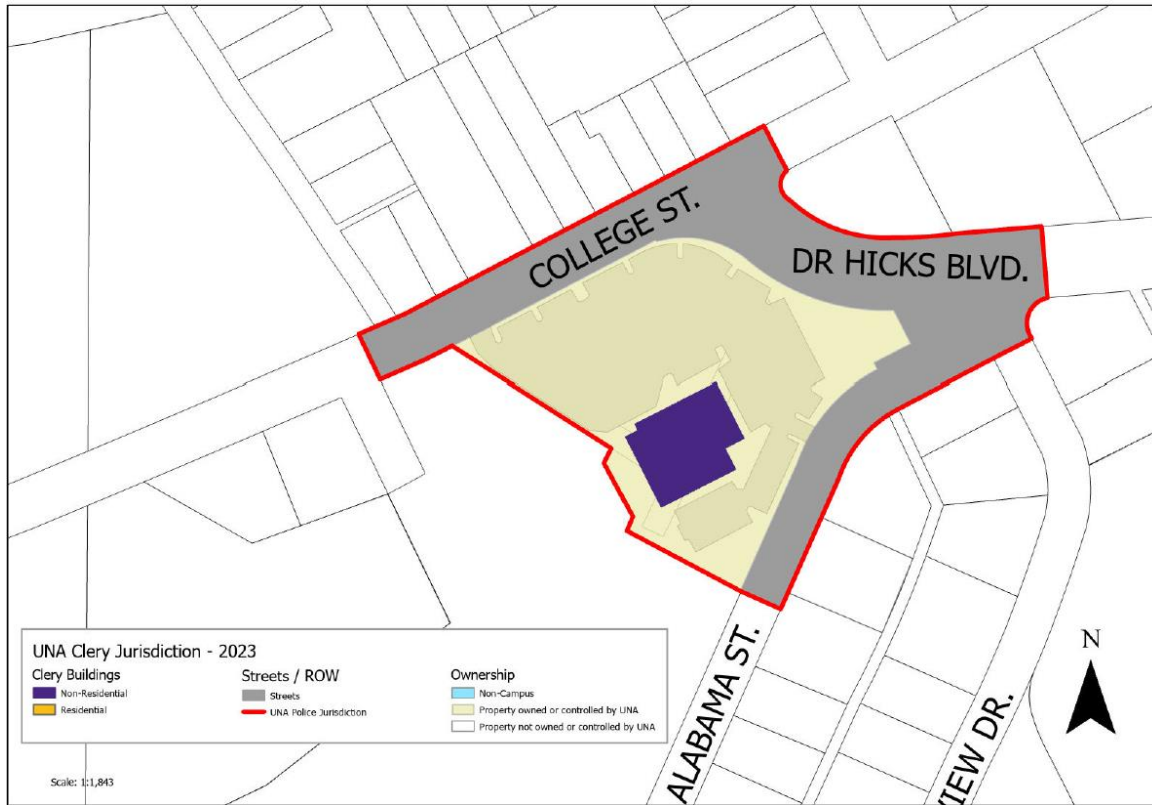 COLLEGE ST.
DR HICKS BLVD.
ALABAMA ST.
VIEW DR.
N
UNA Clery Jurisdiction - 2023
Clery Buildings
Non-Residential
Residential
Streets / ROW
Streets
UNA Police Jurisdiction
Ownership
Non-Campus
Property owned or controlled by UNA
Property not owned or controlled by UNA
Scale: 1:1,843